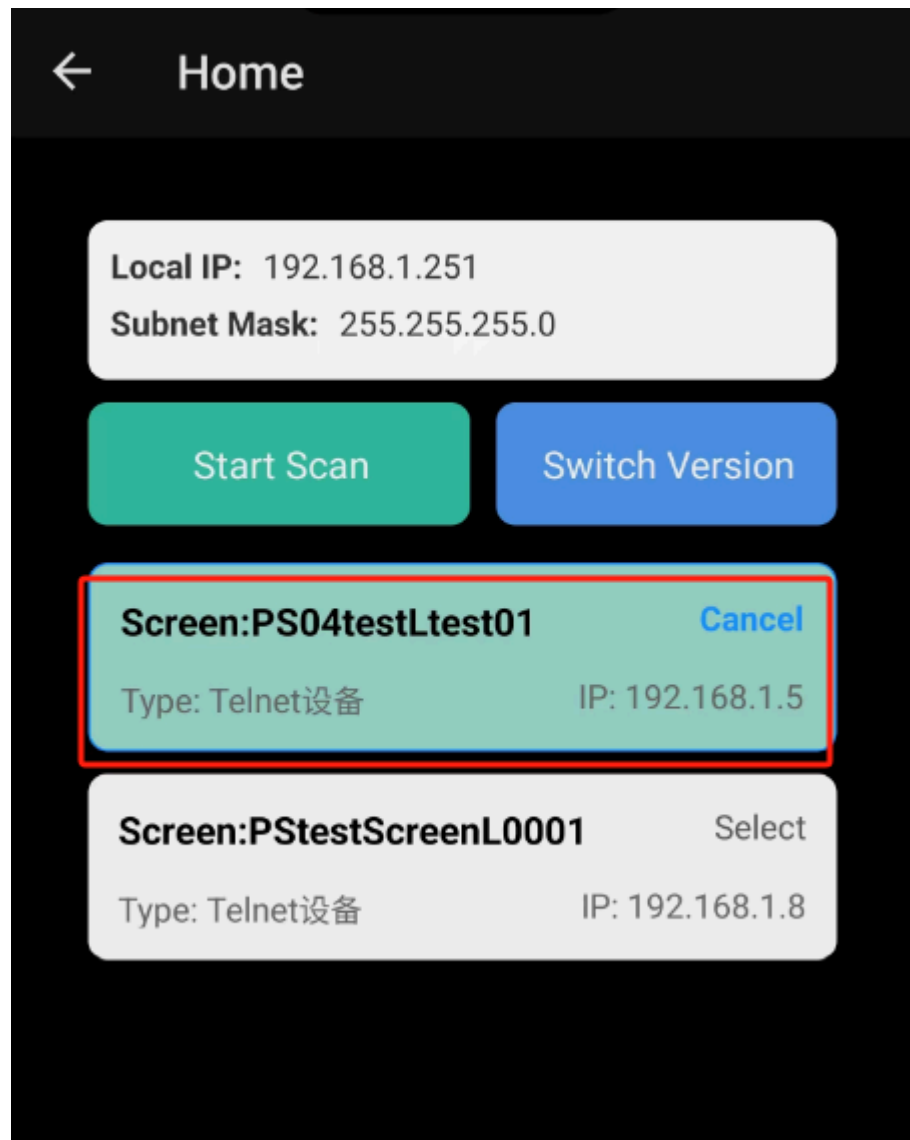 Home
Local IP: 192.168.1.251
Subnet Mask: 255.255.255.0
Start Scan
Switch Version
Screen:PS04testLtest01
Cancel
Type: Telnet设备
IP: 192.168.1.5
Screen:PStestScreenL0001
Select
Type: Telnet设备
IP: 192.168.1.8